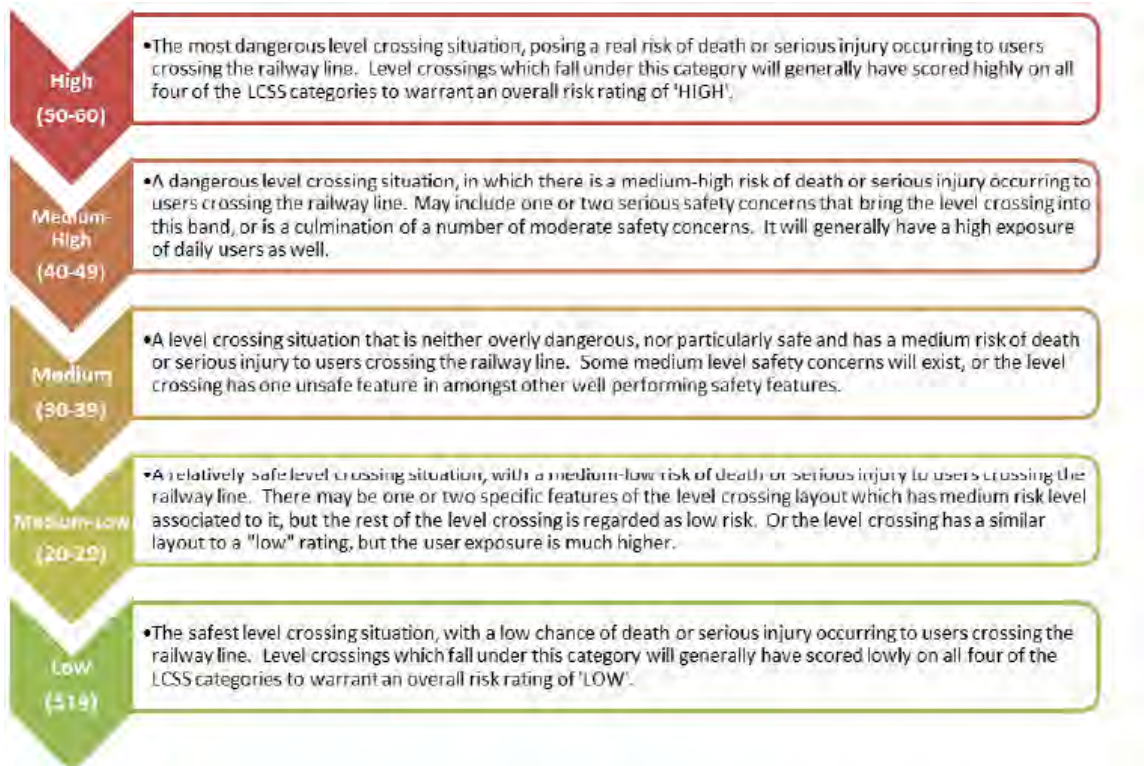 High
(50-60)
•The most dangerous level crossing situation, posing a real risk of death or serious injury occurring to users
crossing the railway line. Level crossings which fall under this category will generally have scored highly on all
four of the LCSS categories to warrant an overall risk rating of 'HIGH'.
Medium-
High
(40-49)
•A dangerous level crossing situation, in which there is a medium-high risk of death or serious injury occurring to
users crossing the railway line. May include one or two serious safety concerns that bring the level crossing into
this band, or is a culmination of a number of moderate safety concerns. It will generally have a high exposure
of daily users as well.
Medium
(30-39)
•A level crossing situation that is neither overly dangerous, nor particularly safe and has a medium risk of death
or serious injury to users crossing the railway line. Some medium level safety concerns will exist, or the level
crossing has one unsafe feature in amongst other well performing safety features.
Medium-Low
(20-29)
•A relatively safe level crossing situation, with a medium-low risk of death or serious injury to users crossing the
railway line. There may be one or two specific features of the level crossing layout which has medium risk level
associated to it, but the rest of the level crossing is regarded as low risk. Or the level crossing has a similar
layout to a "low" rating, but the user exposure is much higher.
Low
(≤19)
•The safest level crossing situation, with a low chance of death or serious injury occurring to users crossing the
railway line. Level crossings which fall under this category will generally have scored lowly on all four of the
LCSS categories to warrant an overall risk rating of 'LOW'.